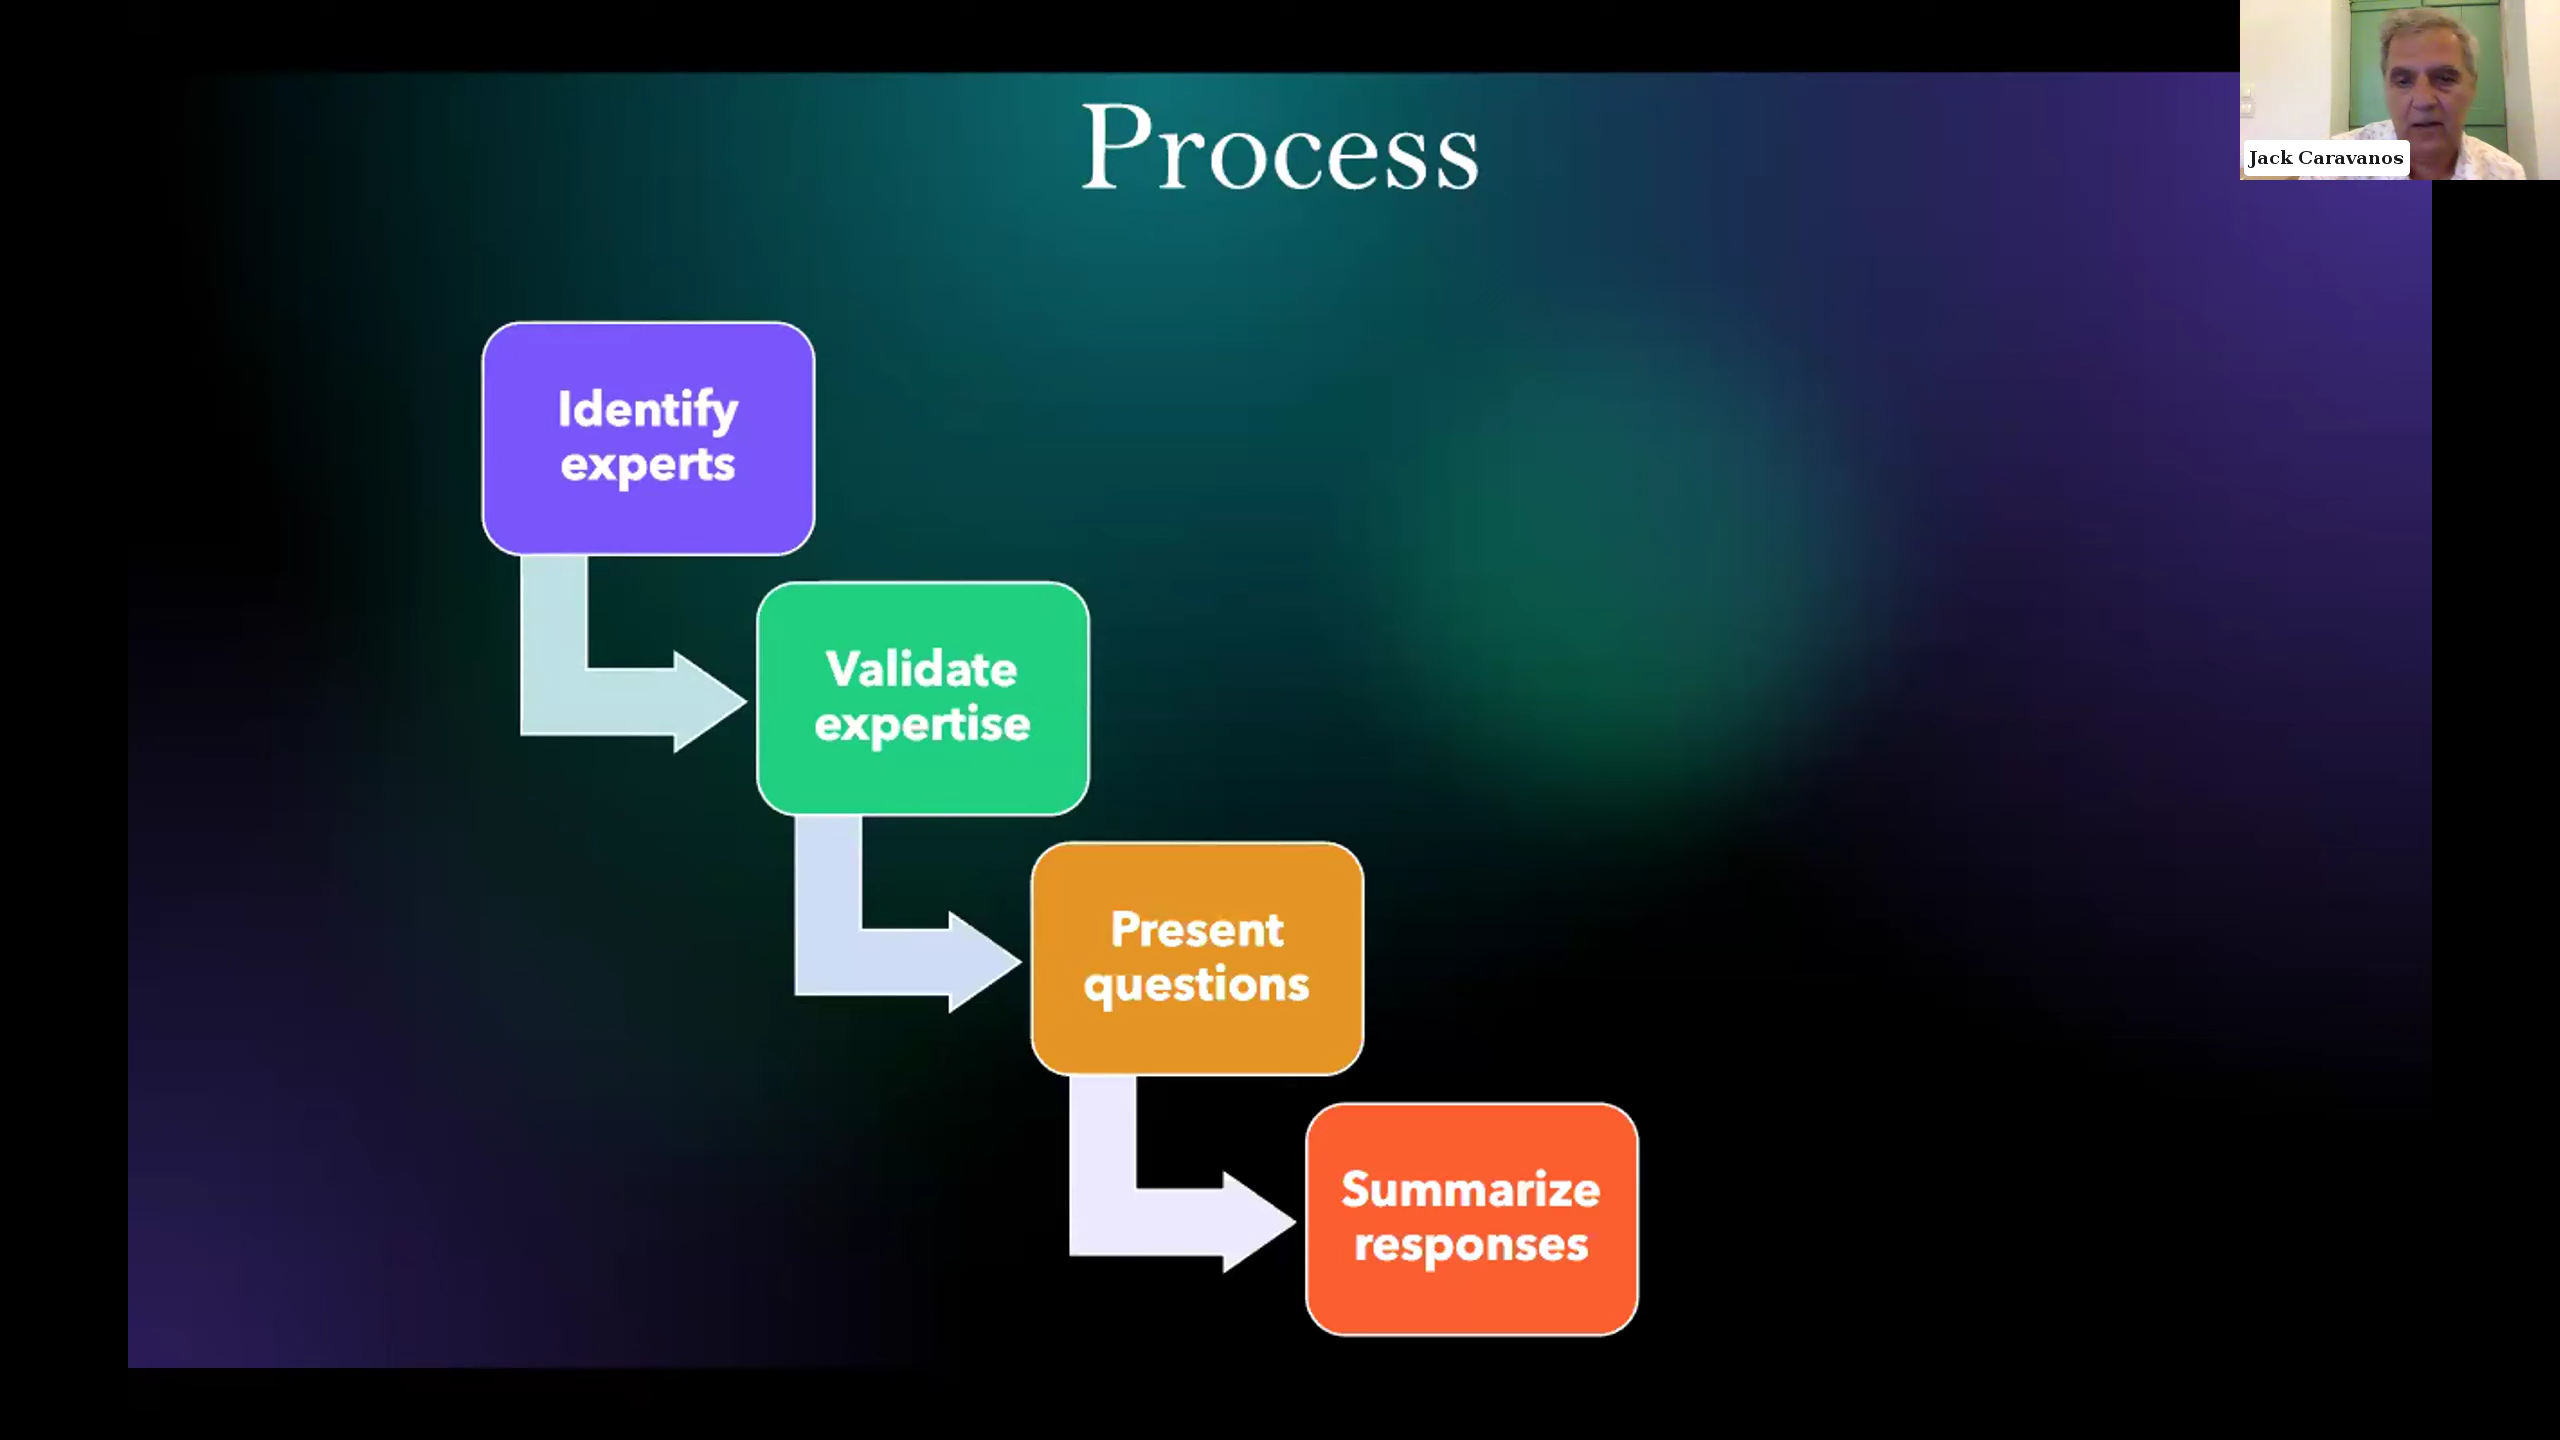 Process
Jack Caravanos
Identify
experts
Validate
expertise
Present
questions
Summarize
responses